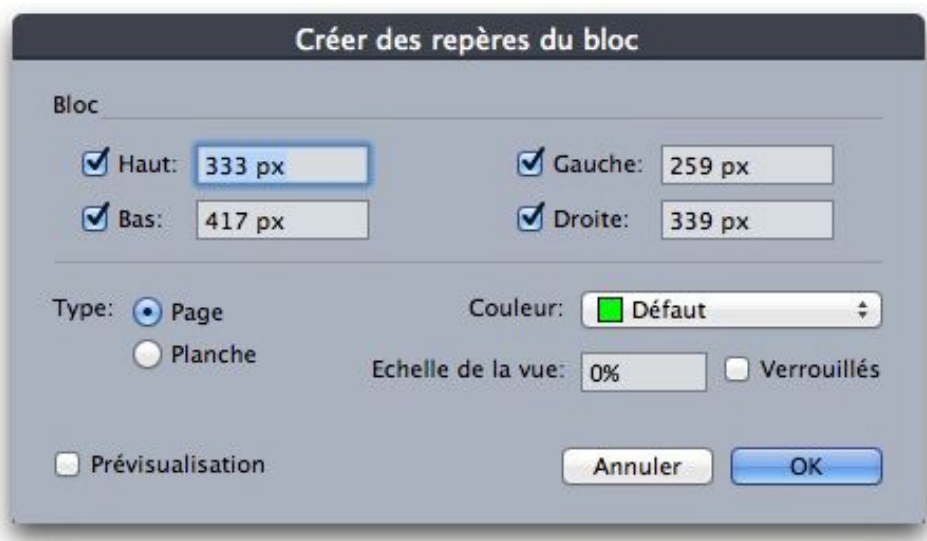 Créer des repères du bloc
Bloc
Haut: 333 px Gauche: 259 px
Bas: 417 px Droite: 339 px
Type: Page Couleur: Défaut
Planche Echelle de la vue: 0% Verrouillés
Prévisualisation Annuler OK